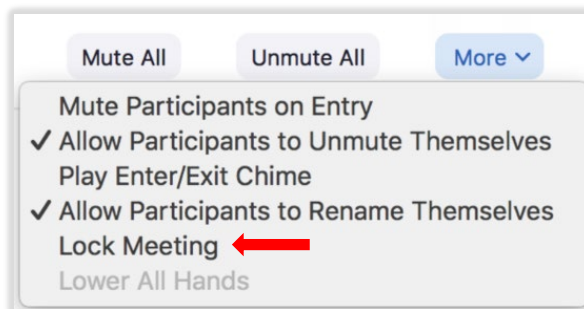 Mute All Unmute All More
Mute Participants on Entry
✓ Allow Participants to Unmute Themselves
Play Enter/Exit Chime
✓ Allow Participants to Rename Themselves
Lock Meeting
Lower All Hands